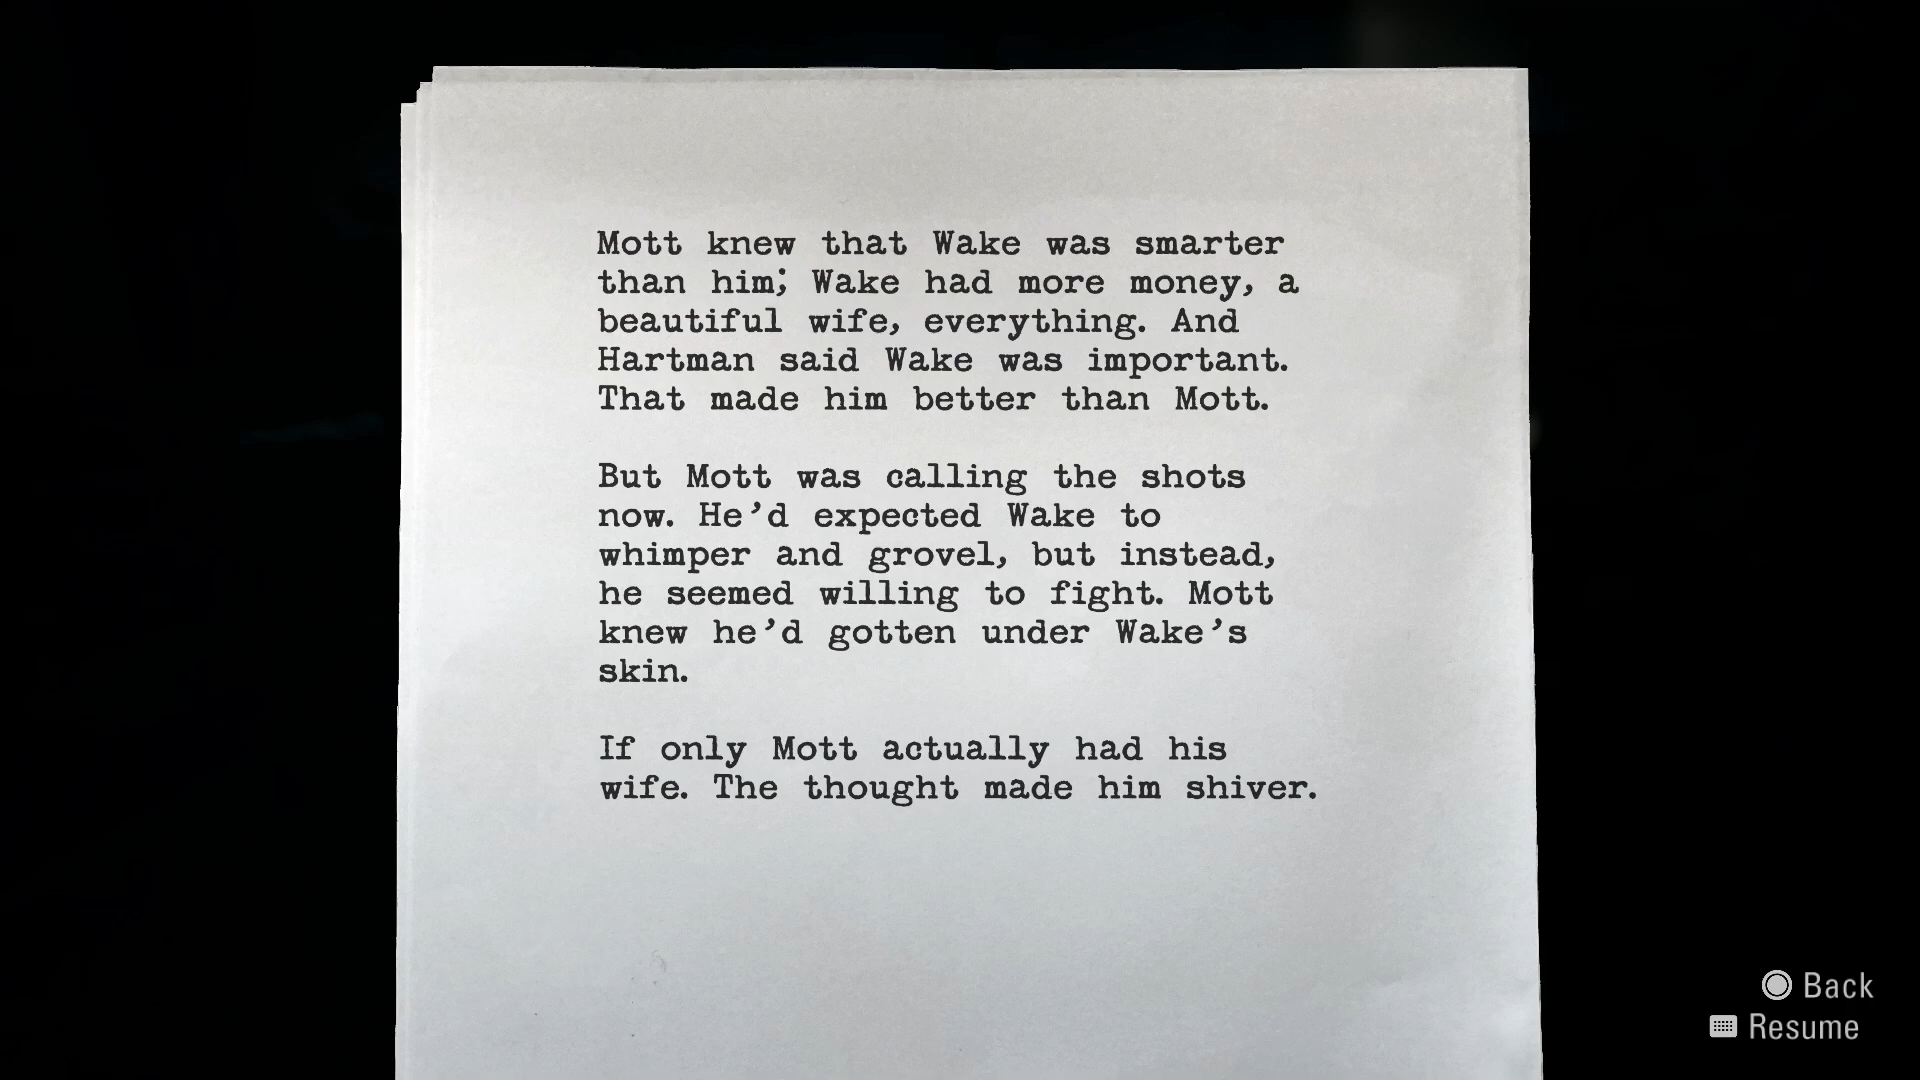 Mott knew that Wake was smarter
than him; Wake had more money, a
beautiful wife, everything. And
Hartman said Wake was important.
That made him better than Mott.
But Mott was calling the shots
now. He’d expected Wake to
whimper and grovel, but instead,
he seemed willing to fight. Mott
knew he’d gotten under Wake’s
skin.
If only Mott actually had his
wife. The thought made him shiver.
Back
Resume